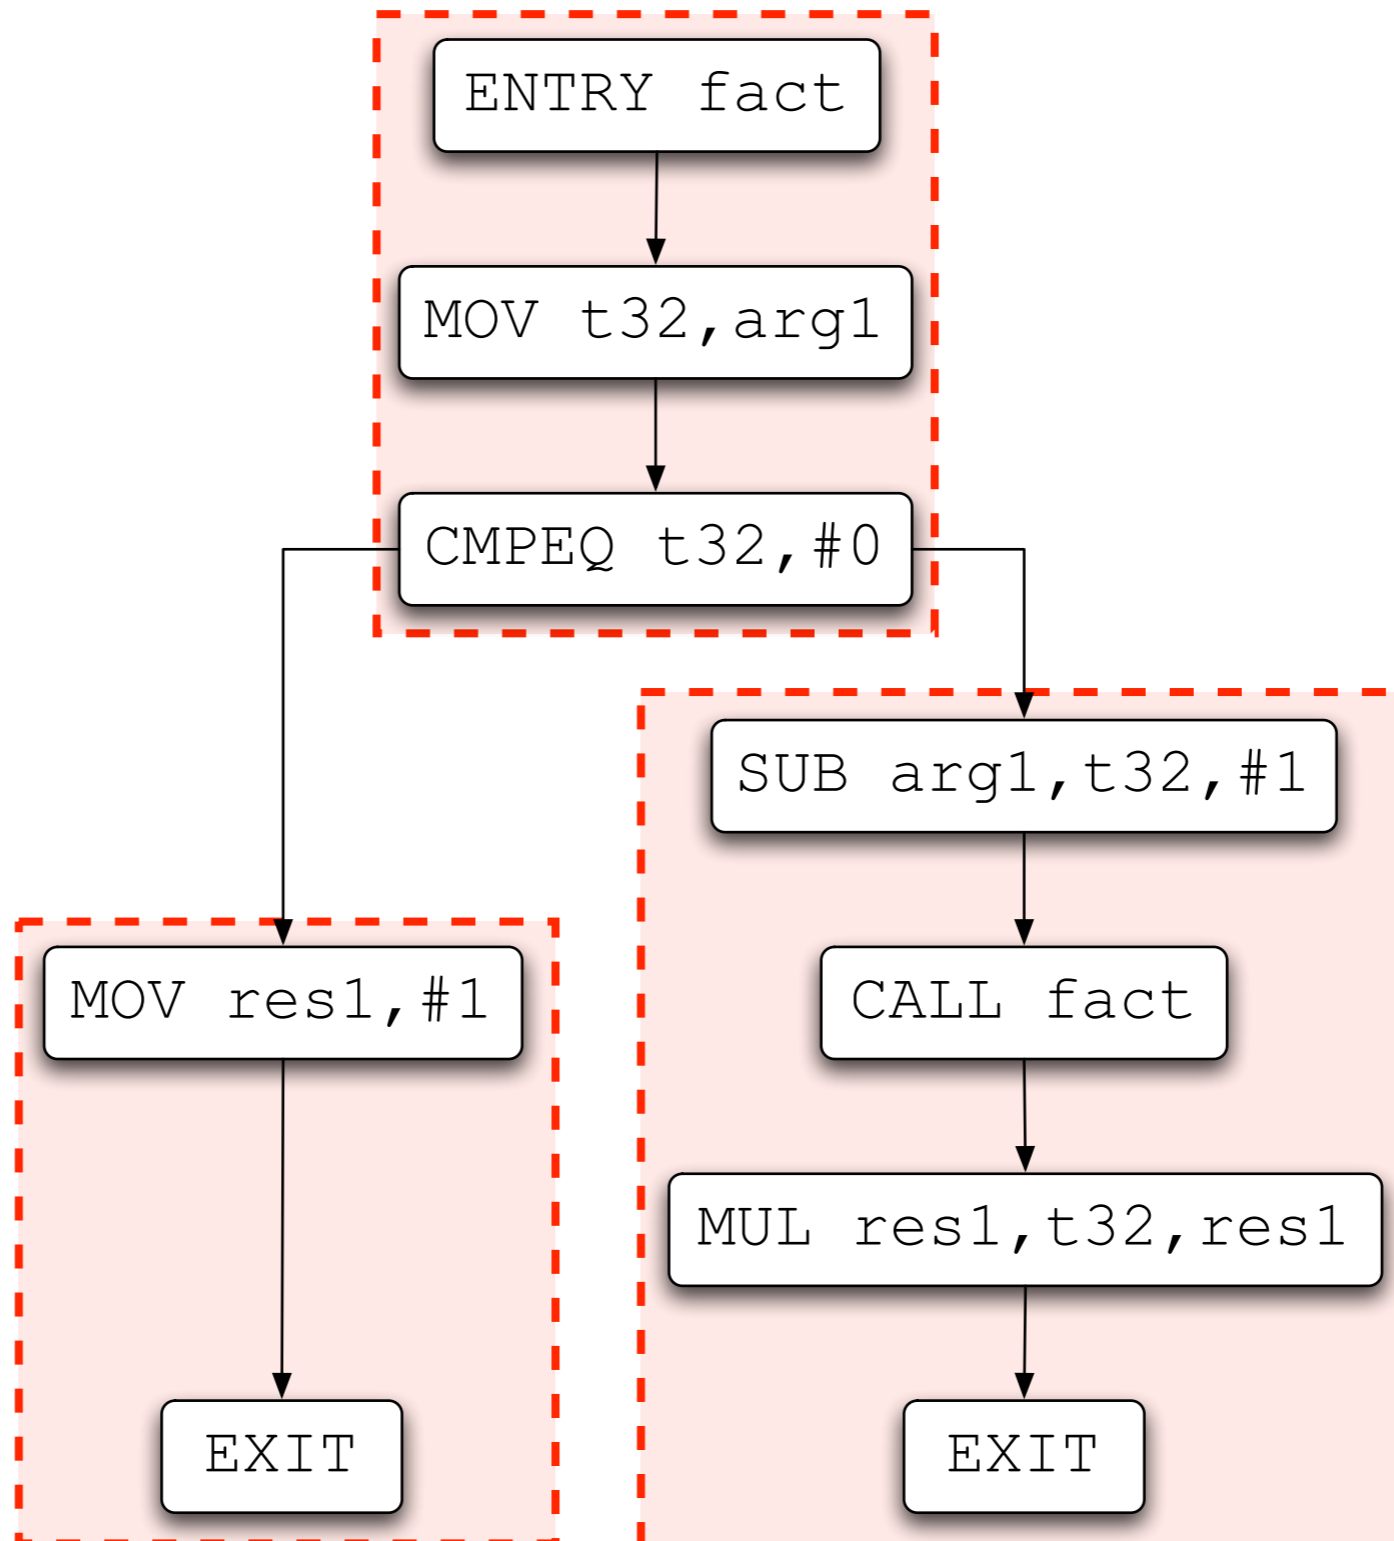 ENTRY fact
MOV t32,arg1
CMPEQ t32,#0
SUB arg1,t32,#1
MOV res1,#1
CALL fact
MUL res1,t32,res1
EXIT
EXIT